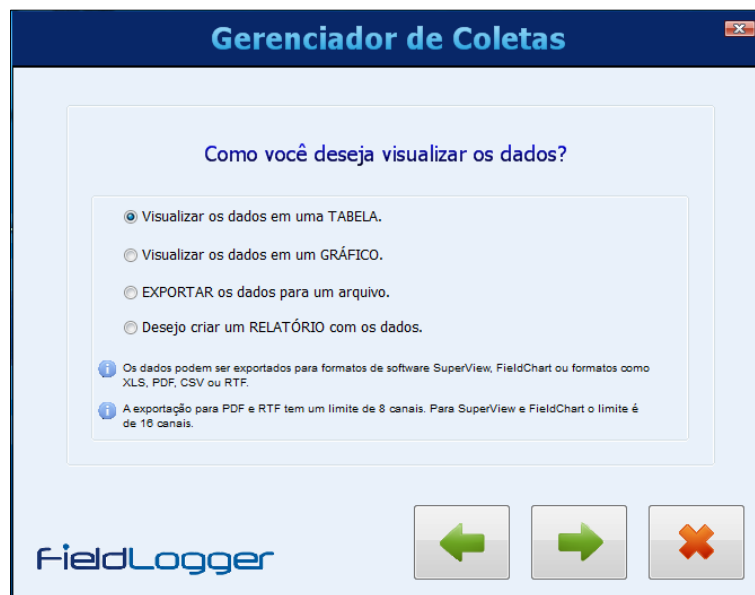 Gerenciador de Coletas
Como você deseja visualizar os dados?
Visualizar os dados em uma TABELA.
Visualizar os dados em um GRÁFICO.
EXPORTAR os dados para um arquivo.
Desejo criar um RELATÓRIO com os dados.
Os dados podem ser exportados para formatos de software SuperView, FieldChart ou formatos como
XLS, PDF, CSV ou RTF.
A exportação para PDF e RTF tem um limite de 8 canais. Para SuperView e FieldChart o limite é
de 16 canais.
FieldLogger